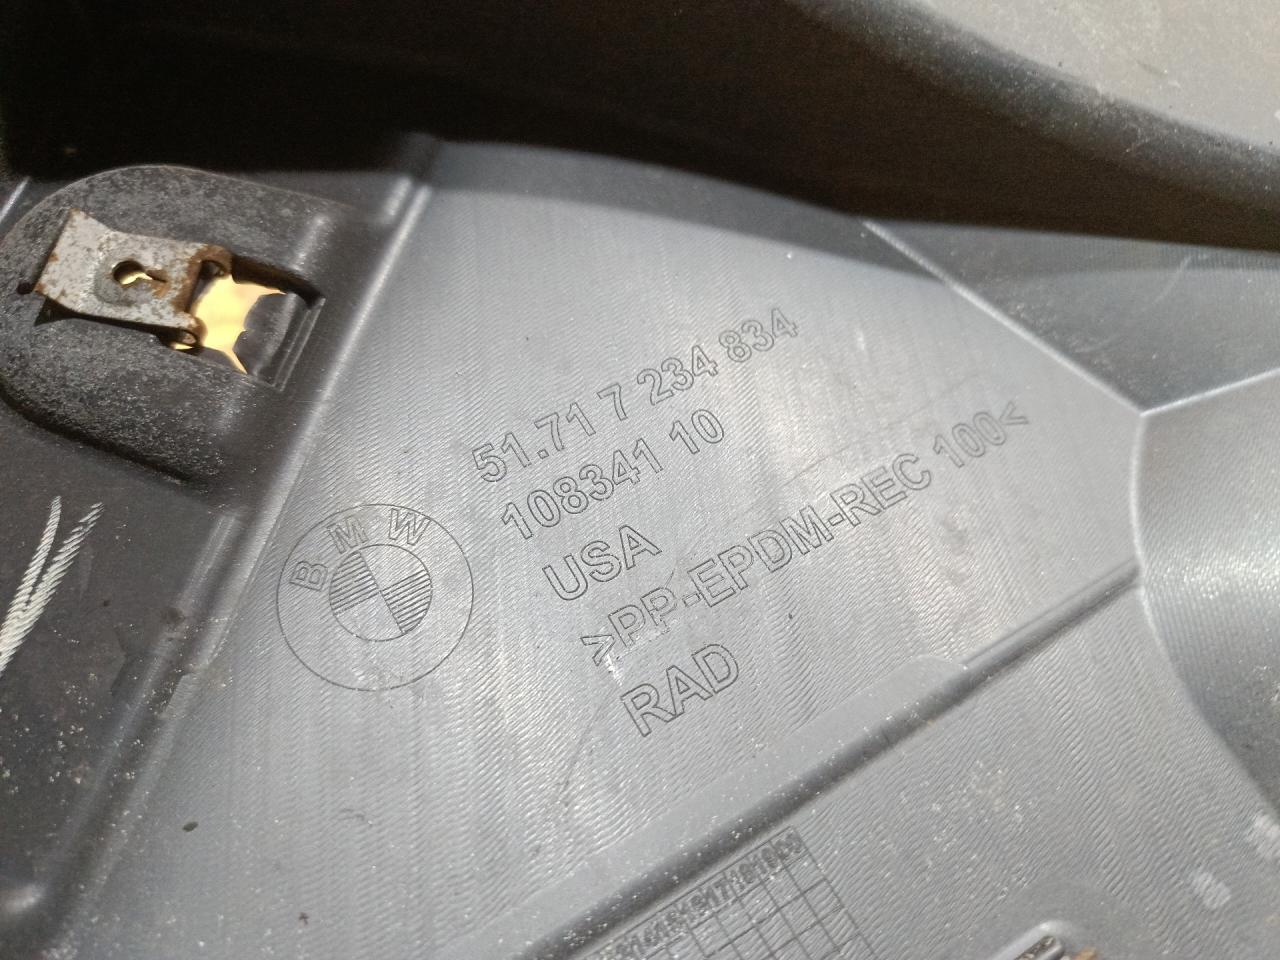 51.71 7 234 834
108341 10
USA
>PP-EPDM-REC 100<
RAD
BMW